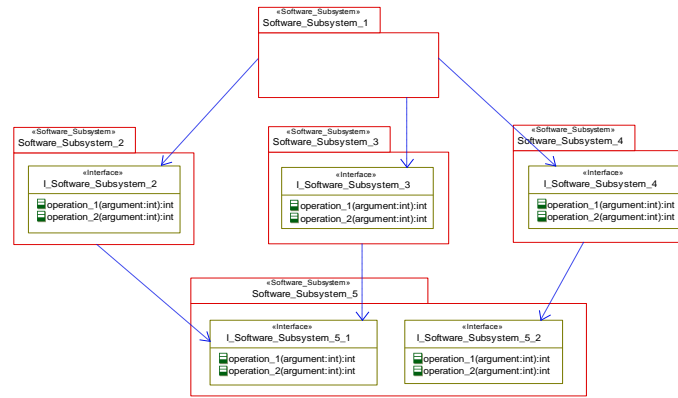 «Software_Subsystem»
Software_Subsystem_1
«Software_Subsystem»
Software_Subsystem_2
«Interface»
I_Software_Subsystem_2
operation_1(argument:int):int
operation_2(argument:int):int
«Software_Subsystem»
Software_Subsystem_3
«Interface»
I_Software_Subsystem_3
operation_1(argument:int):int
operation_2(argument:int):int
«Software_Subsystem»
Software_Subsystem_4
«Interface»
I_Software_Subsystem_4
operation_1(argument:int):int
operation_2(argument:int):int
«Software_Subsystem»
Software_Subsystem_5
«Interface»
I_Software_Subsystem_5_1
operation_1(argument:int):int
operation_2(argument:int):int
«Interface»
I_Software_Subsystem_5_2
operation_1(argument:int):int
operation_2(argument:int):int